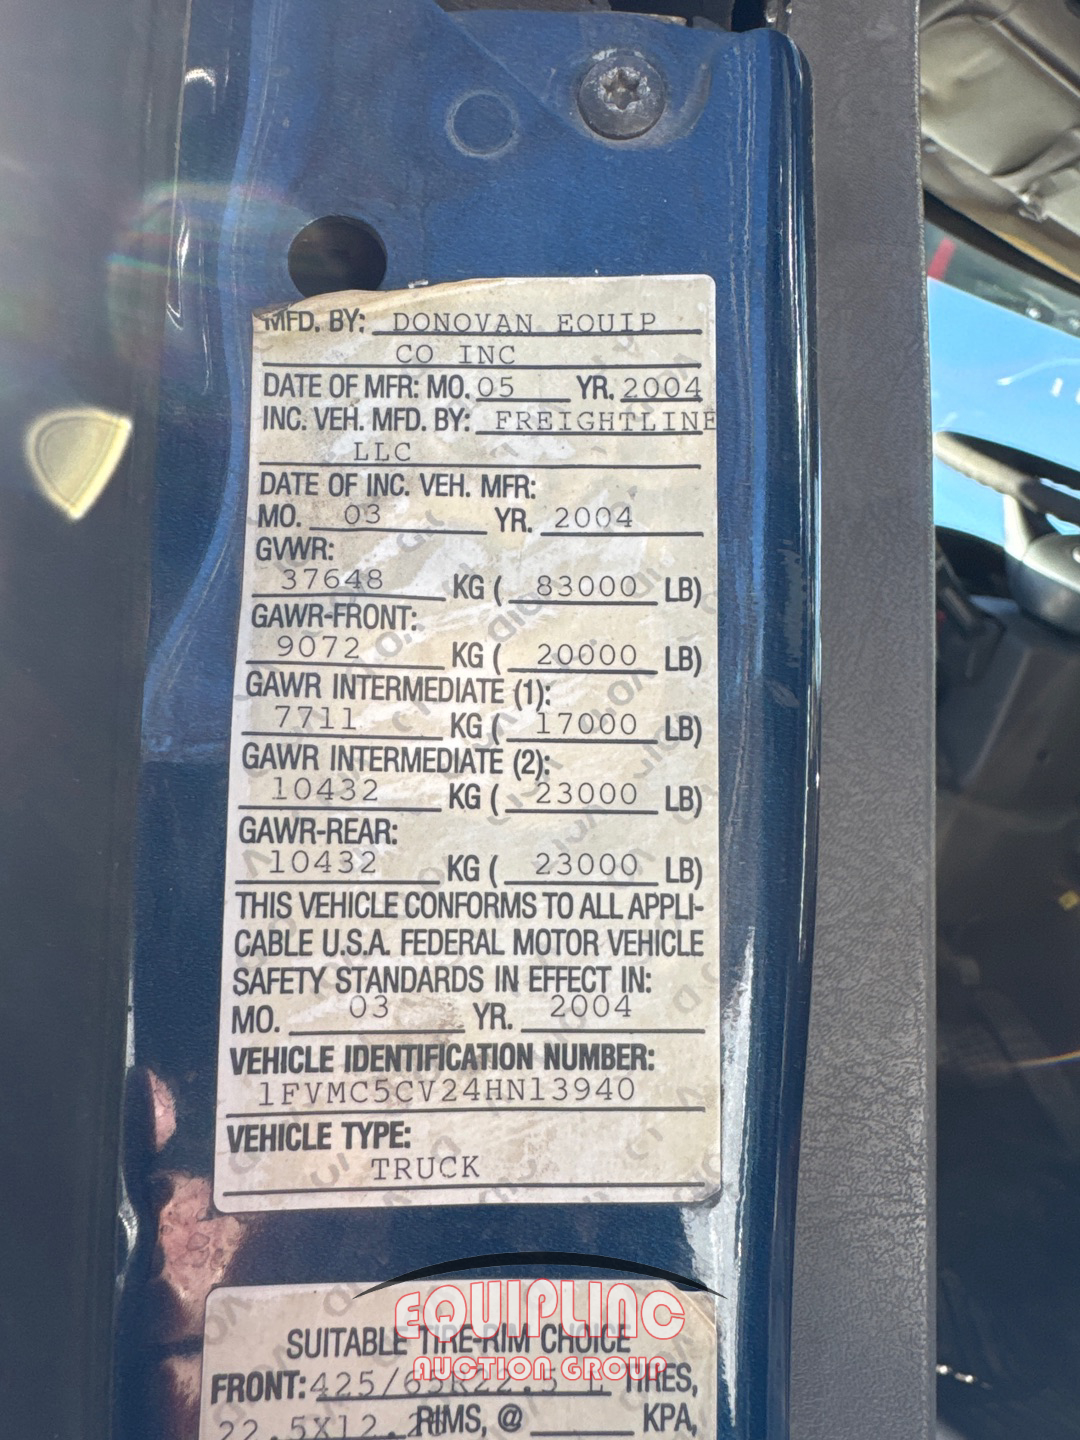 MFD. BY: DONOVAN EQUIP
CO INC
DATE OF MFR: MO. 05 YR. 2004
INC. VEH. MFD. BY: FREIGHTLINE
LLC
DATE OF INC. VEH. MFR:
MO. 03 YR. 2004
GVWR:
37648 KG ( 83000 LB)
GAWR-FRONT:
9072 KG ( 20000 LB)
GAWR INTERMEDIATE (1):
7711 KG ( 17000 LB)
GAWR INTERMEDIATE (2):
10432 KG ( 23000 LB)
GAWR-REAR:
10432 KG ( 23000 LB)
THIS VEHICLE CONFORMS TO ALL APPLI-
CABLE U.S.A. FEDERAL MOTOR VEHICLE
SAFETY STANDARDS IN EFFECT IN:
MO. 03 YR. 2004
VEHICLE IDENTIFICATION NUMBER:
1FVMC5CV24HN13940
VEHICLE TYPE:
TRUCK
EQUIPLINC
AUCTION GROUP
SUITABLE TIRE-RIM CHOICE
FRONT: 425/65R22.5 L TIRES,
RIMS, @ KPA,